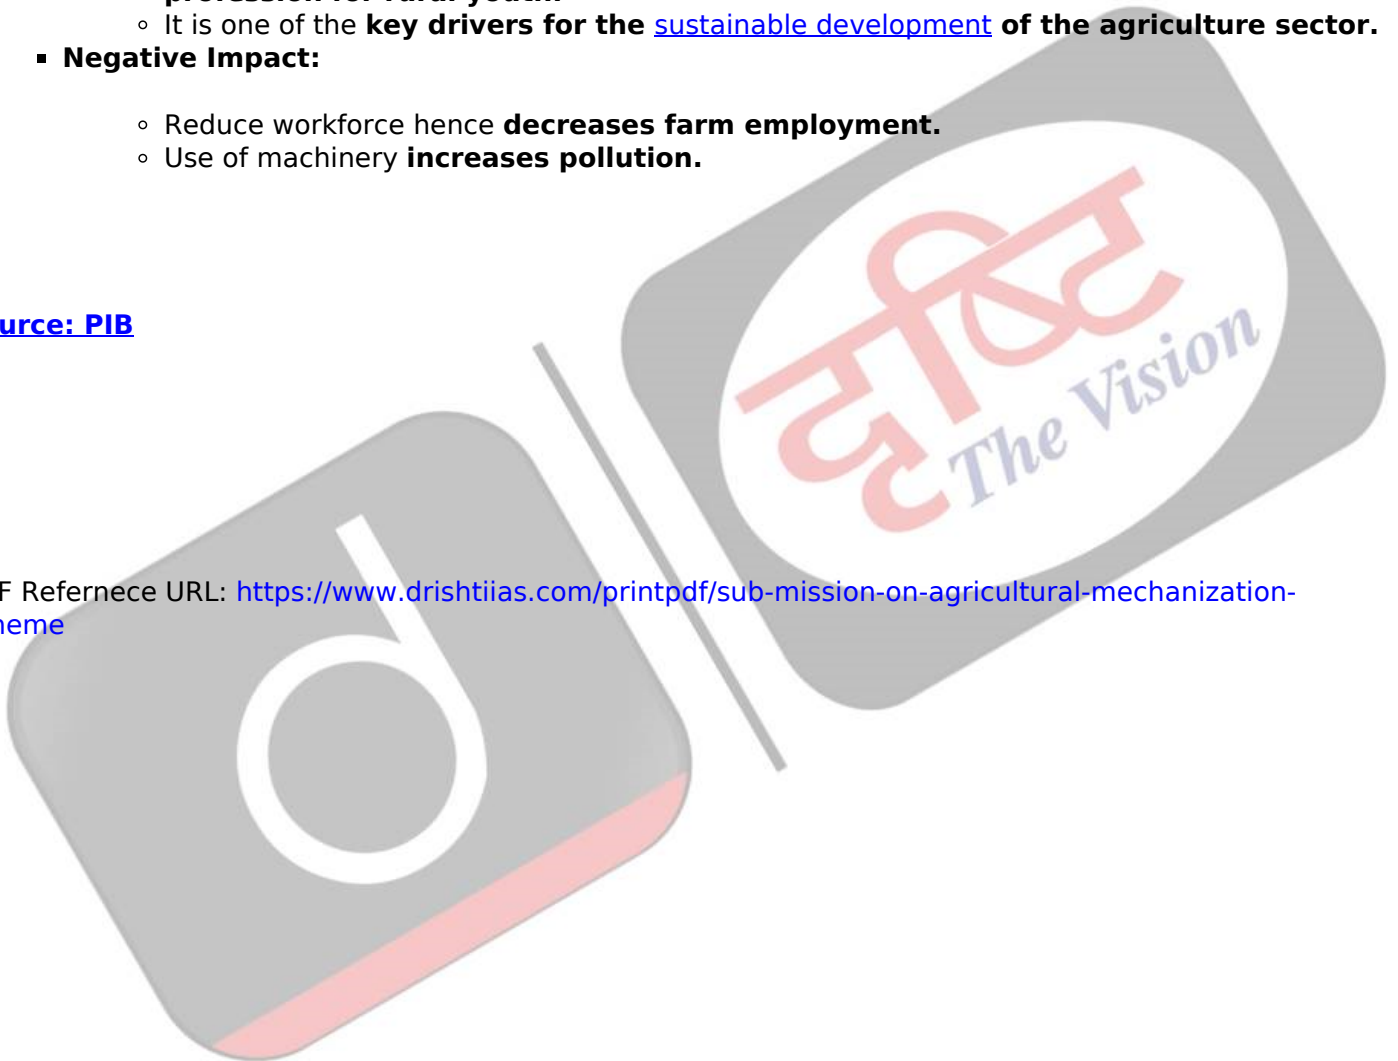 It is one of the key drivers for the sustainable development of the agriculture sector.
Negative Impact:
Reduce workforce hence decreases farm employment.
Use of machinery increases pollution.
urce: PIB
दृष्टि
The Vision
d
F Refernece URL: https://www.drishtiias.com/printpdf/sub-mission-on-agricultural-mechanization-
neme